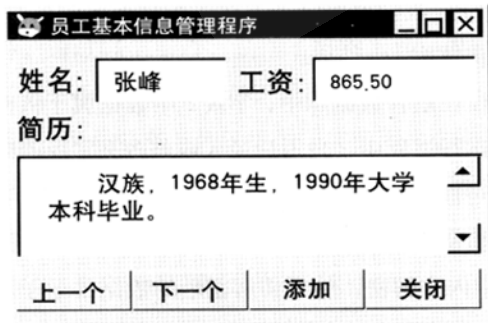 员工基本信息管理程序
姓名: 张峰 工资: 865.50
简历:
汉族, 1968年生, 1990年大学
本科毕业。
上一个 下一个 添加 关闭